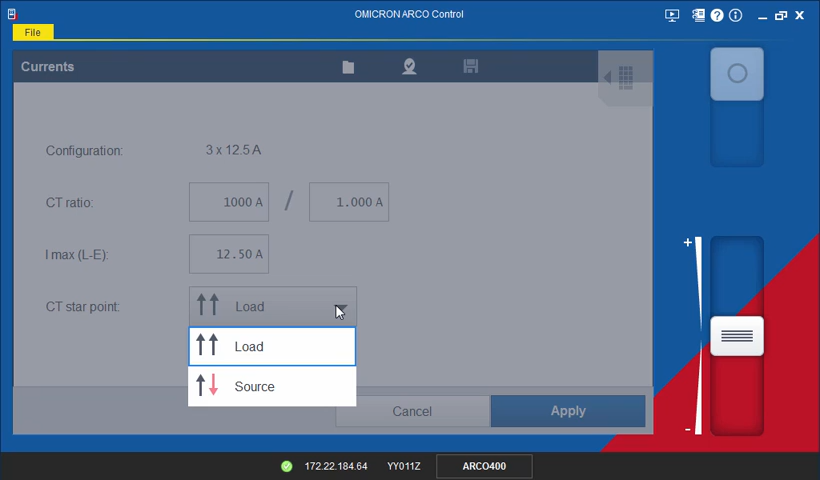 OMICRON ARCO Control
File
Currents
Configuration: 3 x 12.5 A
CT ratio: 1000 A / 1.000 A
I max (L-E): 12.50 A
CT star point: Load
Load
Source
Cancel Apply
+
-
172.22.184.64 YY011Z ARCO400